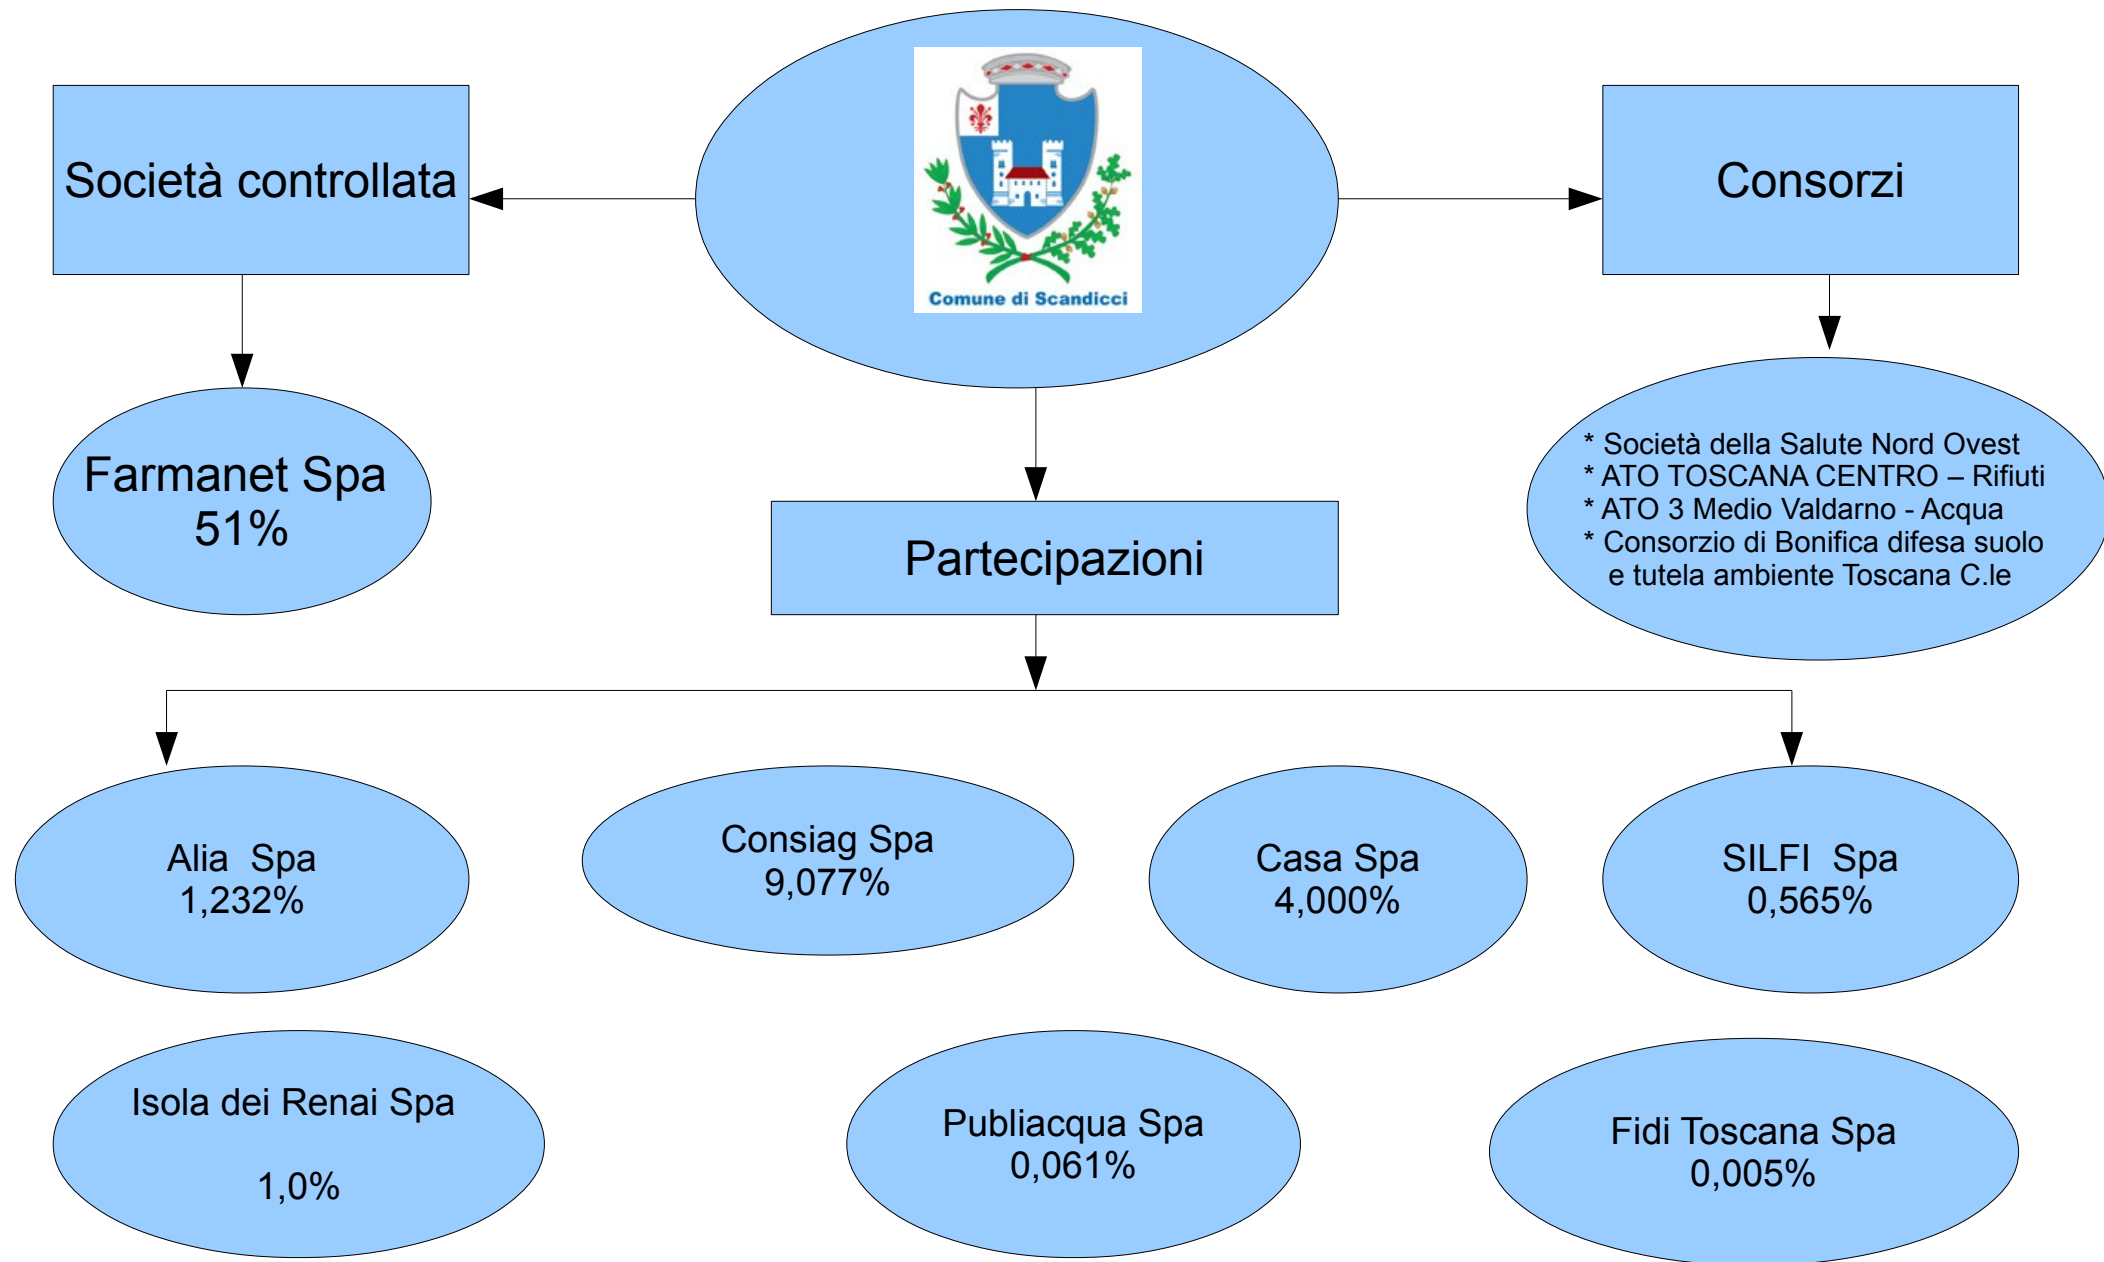 Comune di Scandicci
Società controllata
Consorzi
Farmanet Spa
51%
* Società della Salute Nord Ovest
* ATO TOSCANA CENTRO – Rifiuti
* ATO 3 Medio Valdarno - Acqua
* Consorzio di Bonifica difesa suolo
e tutela ambiente Toscana C.le
Partecipazioni
Alia Spa
1,232%
Consiag Spa
9,077%
Casa Spa
4,000%
SILFI Spa
0,565%
Isola dei Renai Spa
1,0%
Publiacqua Spa
0,061%
Fidi Toscana Spa
0,005%